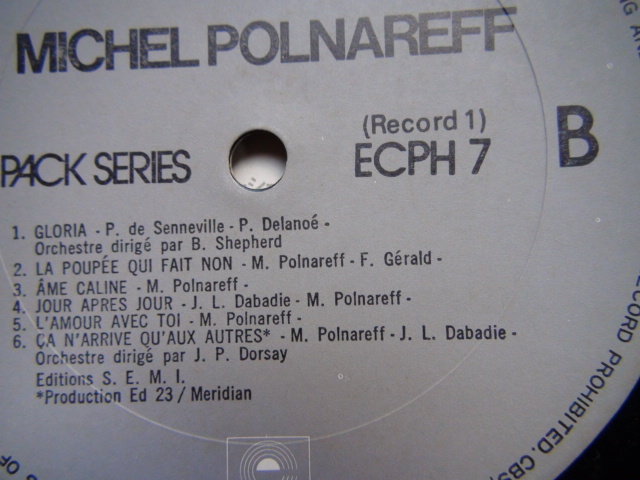 MICHEL POLNAREFF
(Record 1)
B
PACK SERIES
ECPH 7
1. GLORIA - P. de Senneville - P. Delanoé -
Orchestre dirigé par B. Shepherd
2. LA POUPÉE QUI FAIT NON - M. Polnareff - F. Gérald -
3. ÂME CALINE - M. Polnareff -
4. JOUR APRES JOUR - J. L. Dabadie - M. Polnareff -
5. L'AMOUR AVEC TOI - M. Polnareff -
6. ÇA N'ARRIVE QU'AUX AUTRES* - M. Polnareff - J. L. Dabadie -
Orchestre dirigé par J. P. Dorsay
Editions S. E. M. I.
*Production Ed 23 / Meridian
RECORD PROHIBITED. CBS/
OF